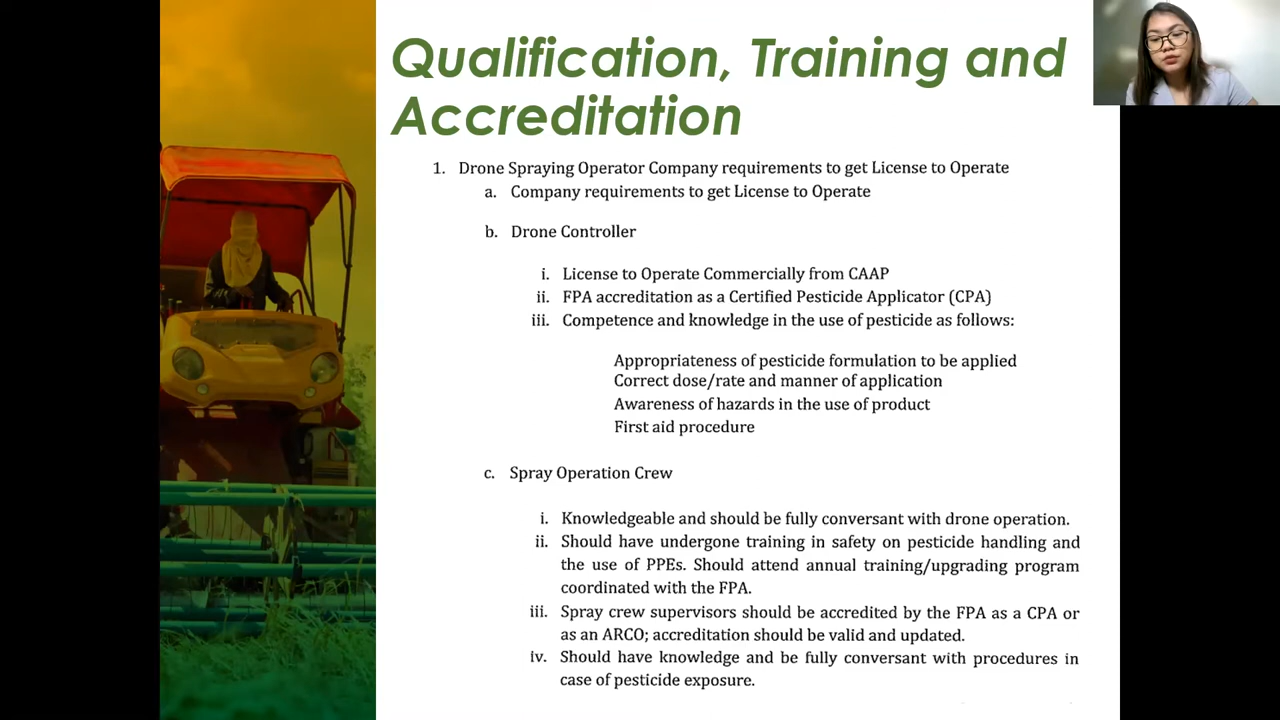 Qualification, Training and
Accreditation
1. Drone Spraying Operator Company requirements to get License to Operate
a. Company requirements to get License to Operate
b. Drone Controller
i. License to Operate Commercially from CAAP
ii. FPA accreditation as a Certified Pesticide Applicator (CPA)
iii. Competence and knowledge in the use of pesticide as follows:
Appropriateness of pesticide formulation to be applied
Correct dose/rate and manner of application
Awareness of hazards in the use of product
First aid procedure
c. Spray Operation Crew
i. Knowledgeable and should be fully conversant with drone operation.
ii. Should have undergone training in safety on pesticide handling and
the use of PPEs. Should attend annual training/upgrading program
coordinated with the FPA.
iii. Spray crew supervisors should be accredited by the FPA as a CPA or
as an ARCO; accreditation should be valid and updated.
iv. Should have knowledge and be fully conversant with procedures in
case of pesticide exposure.